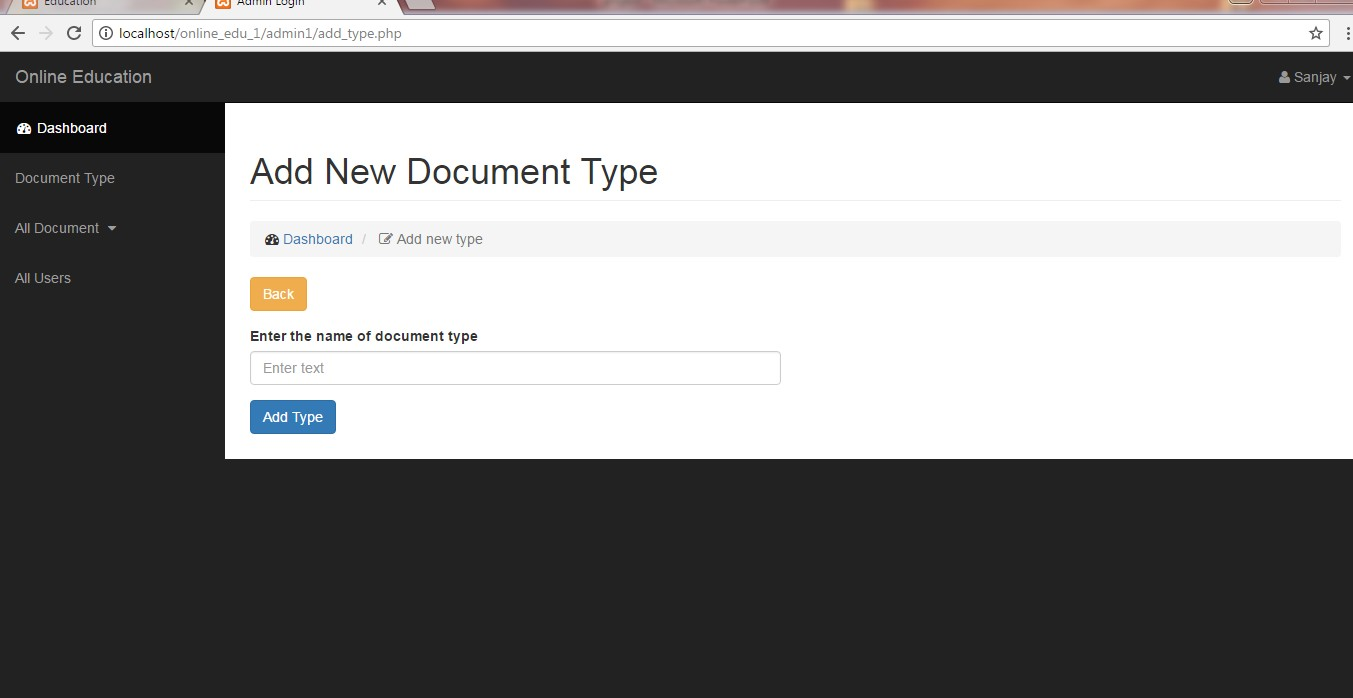 Education
Admin Login
localhost/online_edu_1/admin1/add_type.php
Online Education
Sanjay
Dashboard
Document Type
All Document
All Users
Add New Document Type
Dashboard / Add new type
Back
Enter the name of document type
Enter text
Add Type